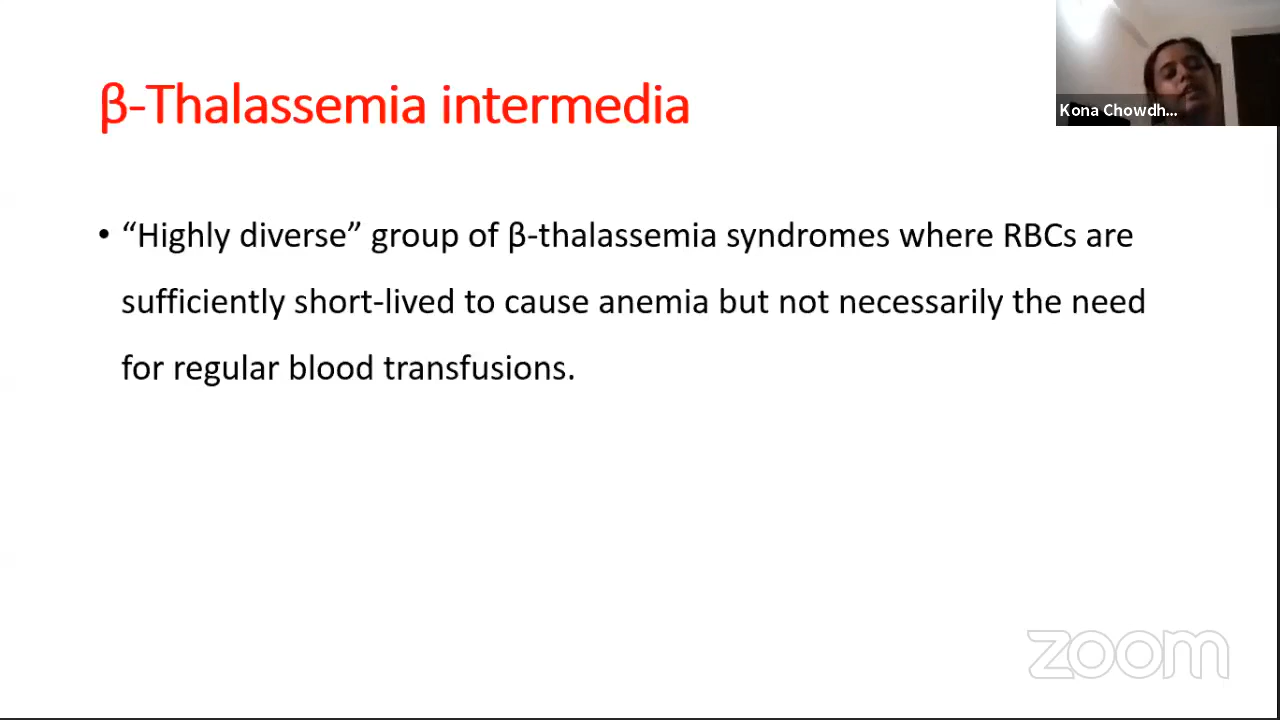 β-Thalassemia intermedia
Kona Chowdh...
• “Highly diverse” group of β-thalassemia syndromes where RBCs are
sufficiently short-lived to cause anemia but not necessarily the need
for regular blood transfusions.
zoom